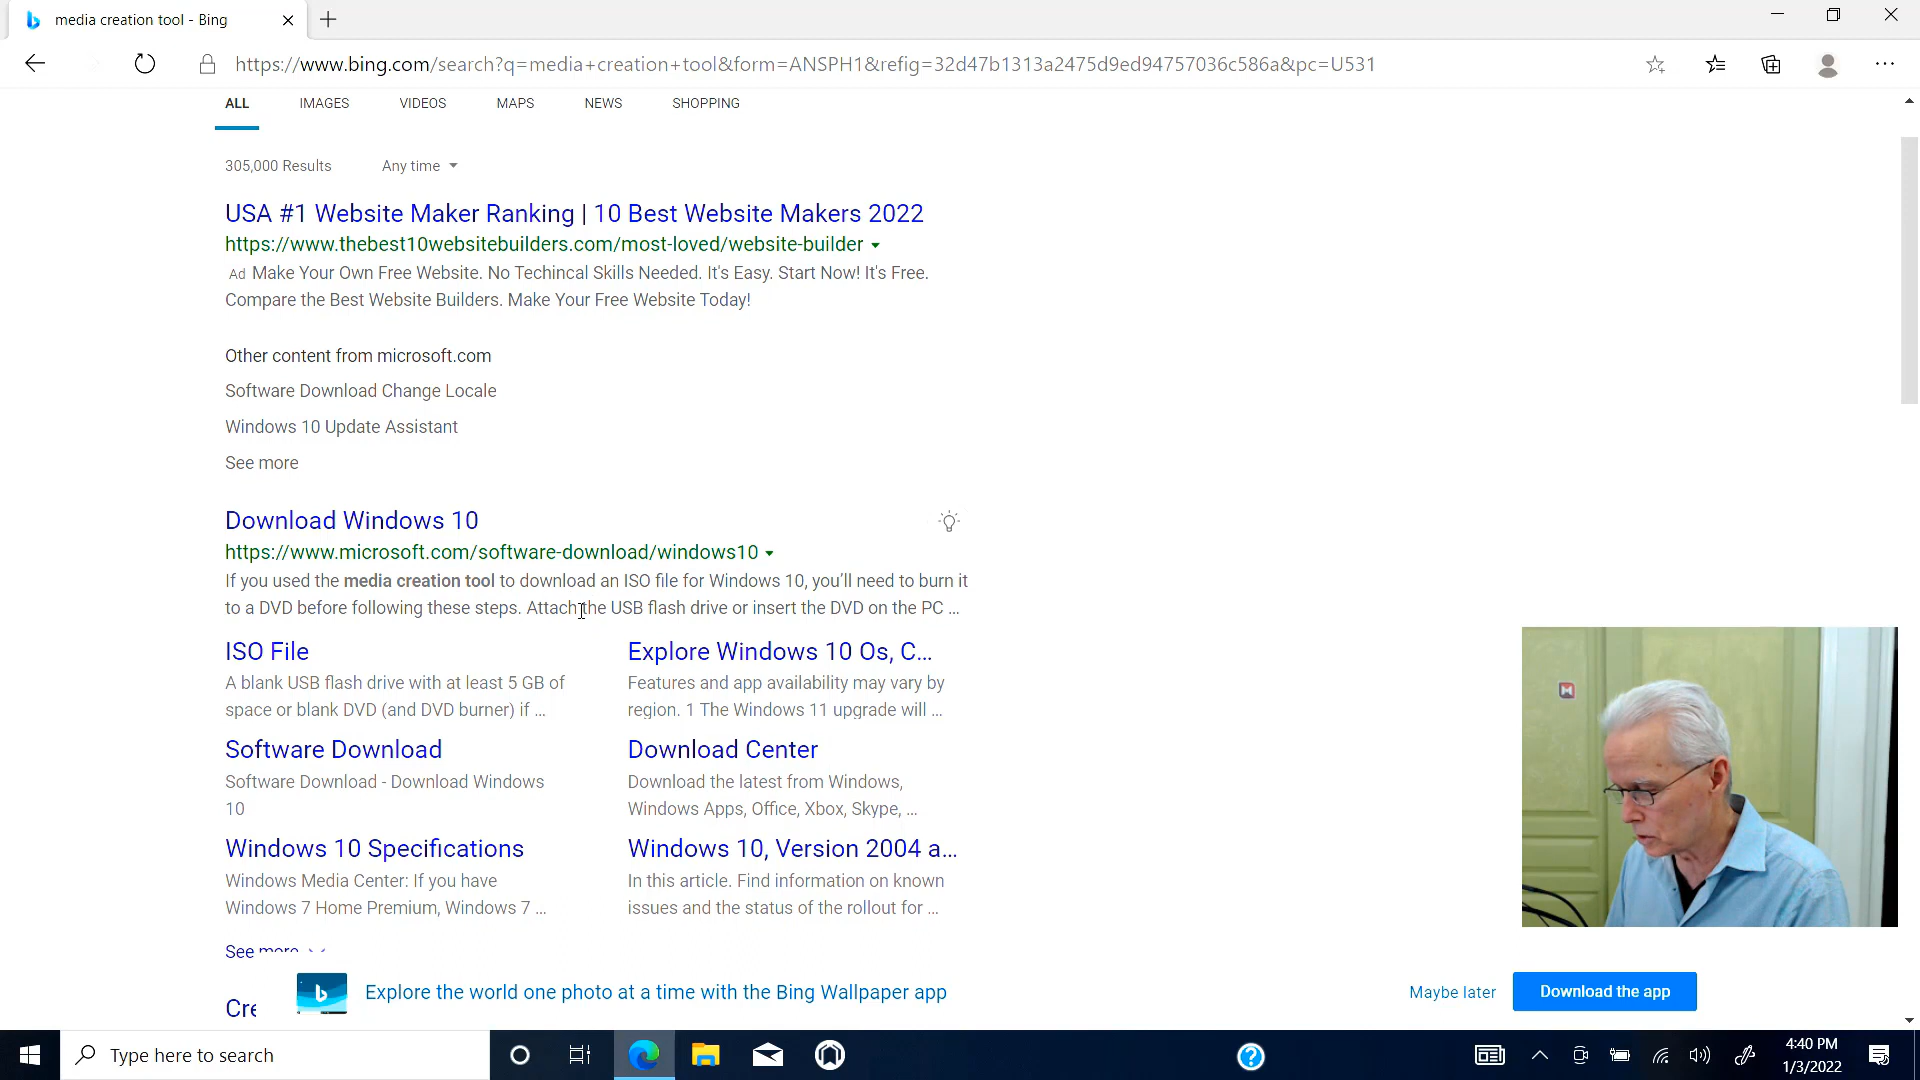 media creation tool - Bing
https://www.bing.com/search?q=media+creation+tool&form=ANSPH1&refig=32d47b1313a2475d9ed94757036c586a&pc=U531
ALL IMAGES VIDEOS MAPS NEWS SHOPPING
305,000 Results Any time
USA #1 Website Maker Ranking | 10 Best Website Makers 2022
https://www.thebest10websitebuilders.com/most-loved/website-builder
Ad Make Your Own Free Website. No Techincal Skills Needed. It's Easy. Start Now! It's Free.
Compare the Best Website Builders. Make Your Free Website Today!
Other content from microsoft.com
Software Download Change Locale
Windows 10 Update Assistant
See more
Download Windows 10
https://www.microsoft.com/software-download/windows10
If you used the media creation tool to download an ISO file for Windows 10, you'll need to burn it
to a DVD before following these steps. Attach the USB flash drive or insert the DVD on the PC ...
ISO File
A blank USB flash drive with at least 5 GB of
space or blank DVD (and DVD burner) if ...
Explore Windows 10 Os, C...
Features and app availability may vary by
region. 1 The Windows 11 upgrade will ...
Software Download
Software Download - Download Windows
10
Download Center
Download the latest from Windows,
Windows Apps, Office, Xbox, Skype, ...
Windows 10 Specifications
Windows Media Center: If you have
Windows 7 Home Premium, Windows 7 ...
Windows 10, Version 2004 a...
In this article. Find information on known
issues and the status of the rollout for ...
See more
Cre
Explore the world one photo at a time with the Bing Wallpaper app
Maybe later
Download the app
Type here to search
4:40 PM
1/3/2022